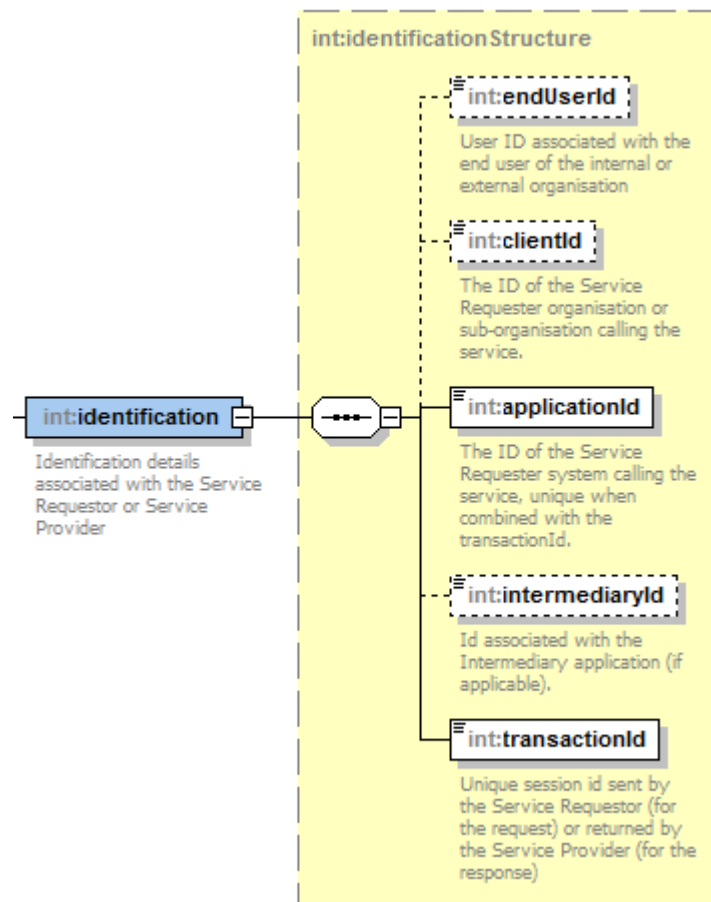 int:identificationStructure
int:endUserId
User ID associated with the
end user of the internal or
external organisation
int:clientId
The ID of the Service
Requester organisation or
sub-organisation calling the
service.
int:identification
Identification details
associated with the Service
Requestor or Service
Provider
int:applicationId
The ID of the Service
Requester system calling the
service, unique when
combined with the
transactionId.
int:intermediaryId
Id associated with the
Intermediary application (if
applicable).
int:transactionId
Unique session id sent by
the Service Requestor (for
the request) or returned by
the Service Provider (for the
response)